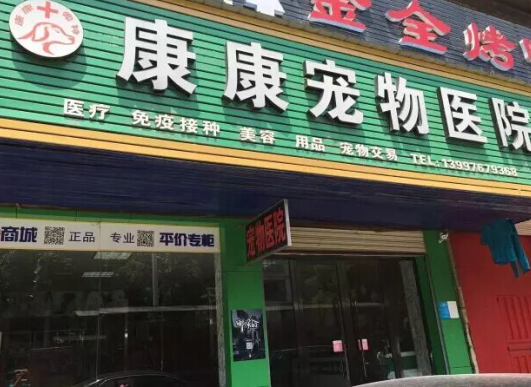 金全烤
康康宠物医院
医疗 免疫接种 美容 用品 宠物交易 TEL:13997679368
商城 正品 专业 平价专柜
宠物医院